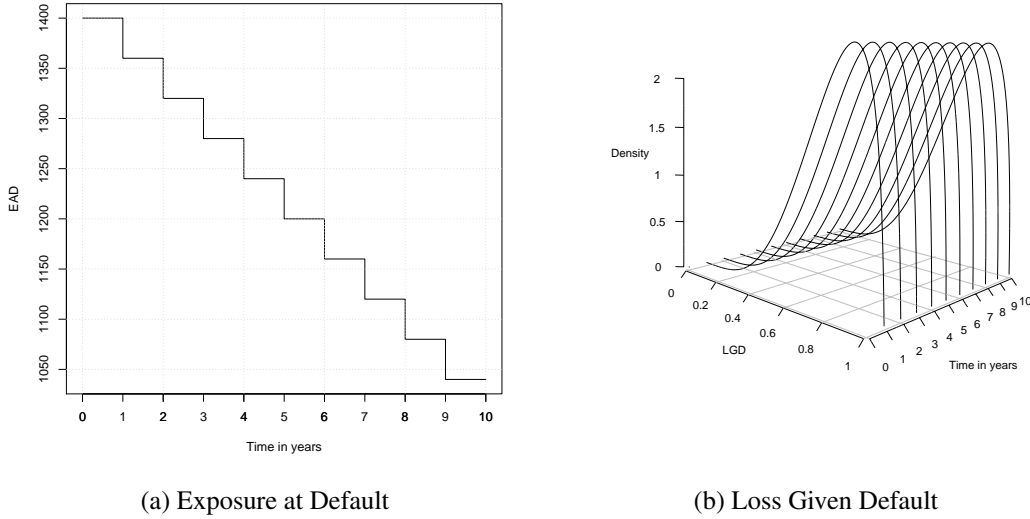 1400
1350
1300
1250
1200
1150
1100
1050
EAD
0 1 2 3 4 5 6 7 8 9 10
Time in years
(a) Exposure at Default
2
1.5
Density
1
0.5
0
0
0.2
0.4
0.6
0.8
1
LGD
0 1 2 3 4 5 6 7 8 9 10
Time in years
(b) Loss Given Default